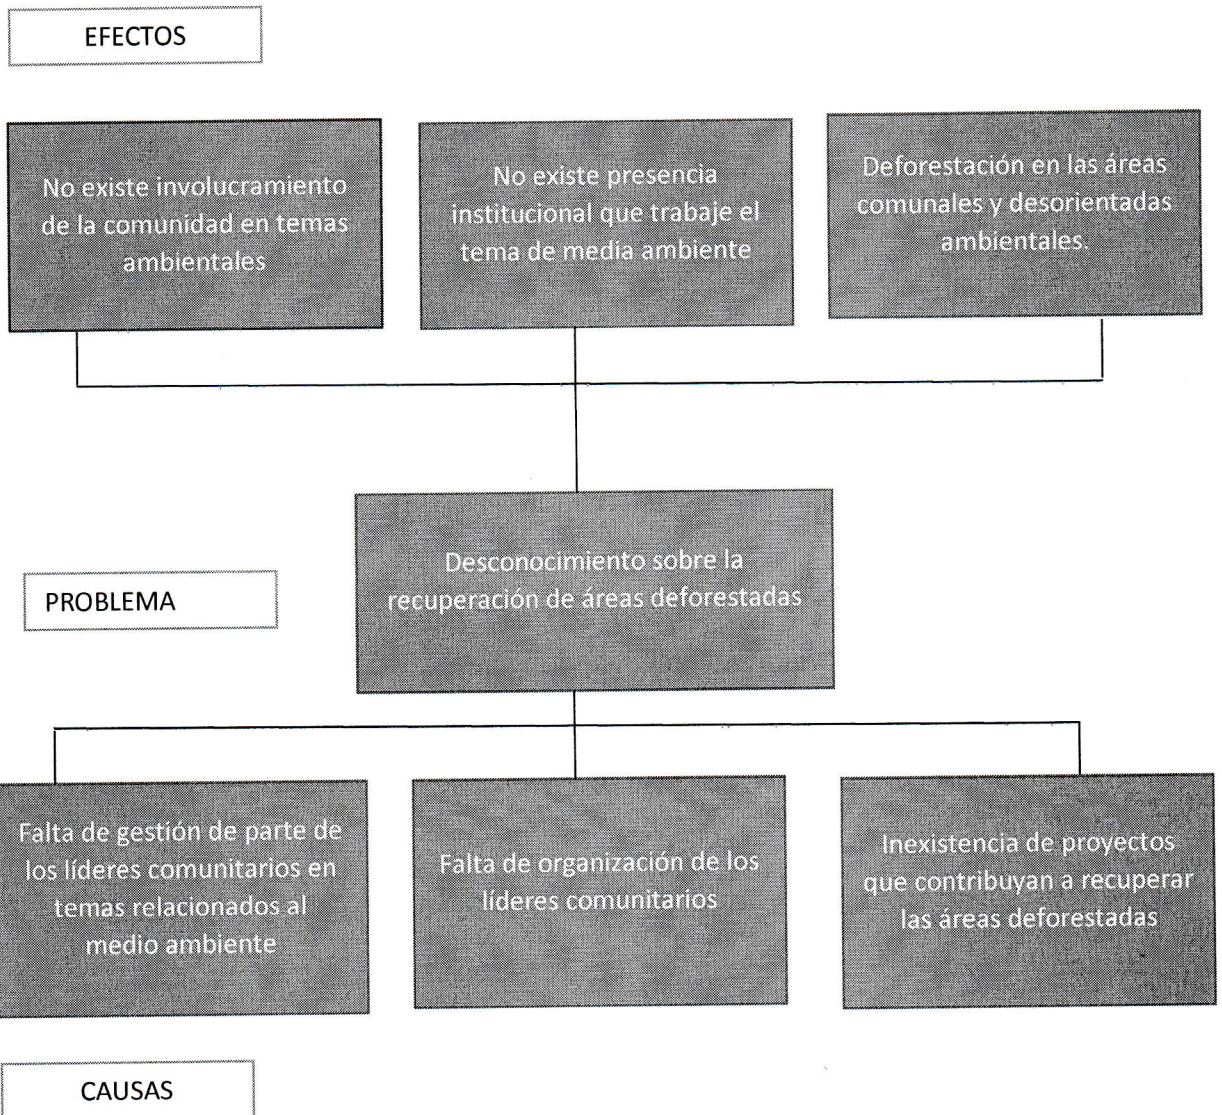 EFECTOS
No existe involucramiento
de la comunidad en temas
ambientales
No existe presencia
institucional que trabaje el
tema de media ambiente
Deforestación en las áreas
comunales y desorientadas
ambientales.
PROBLEMA
Desconocimiento sobre la
recuperación de áreas deforestadas
Falta de gestión de parte de
los líderes comunitarios en
temas relacionados al
medio ambiente
Falta de organización de los
líderes comunitarios
Inexistencia de proyectos
que contribuyan a recuperar
las áreas deforestadas
CAUSAS